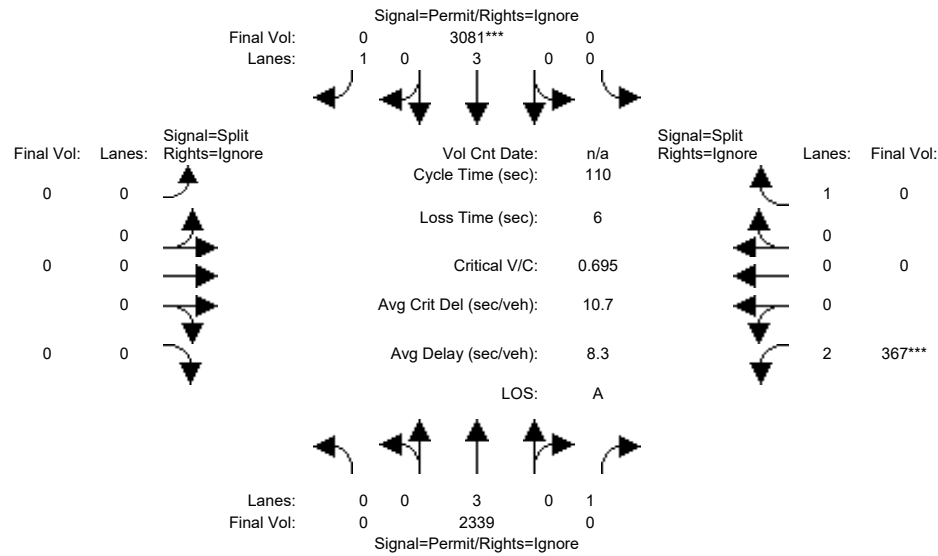 Signal=Permit/Rights=Ignore
Final Vol: 0 3081*** 0
Lanes: 1 0 3 0 0
Signal=Split Signal=Split
Final Vol: Lanes: Rights=Ignore Vol Cnt Date: n/a Rights=Ignore Lanes: Final Vol:
Cycle Time (sec): 110
0 0 1 0
Loss Time (sec): 6
0 0
0 0 Critical V/C: 0.695 0 0
0 Avg Crit Del (sec/veh): 10.7 0
0 0 Avg Delay (sec/veh): 8.3 2 367***
LOS: A
Lanes: 0 0 3 0 1
Final Vol: 0 2339 0
Signal=Permit/Rights=Ignore